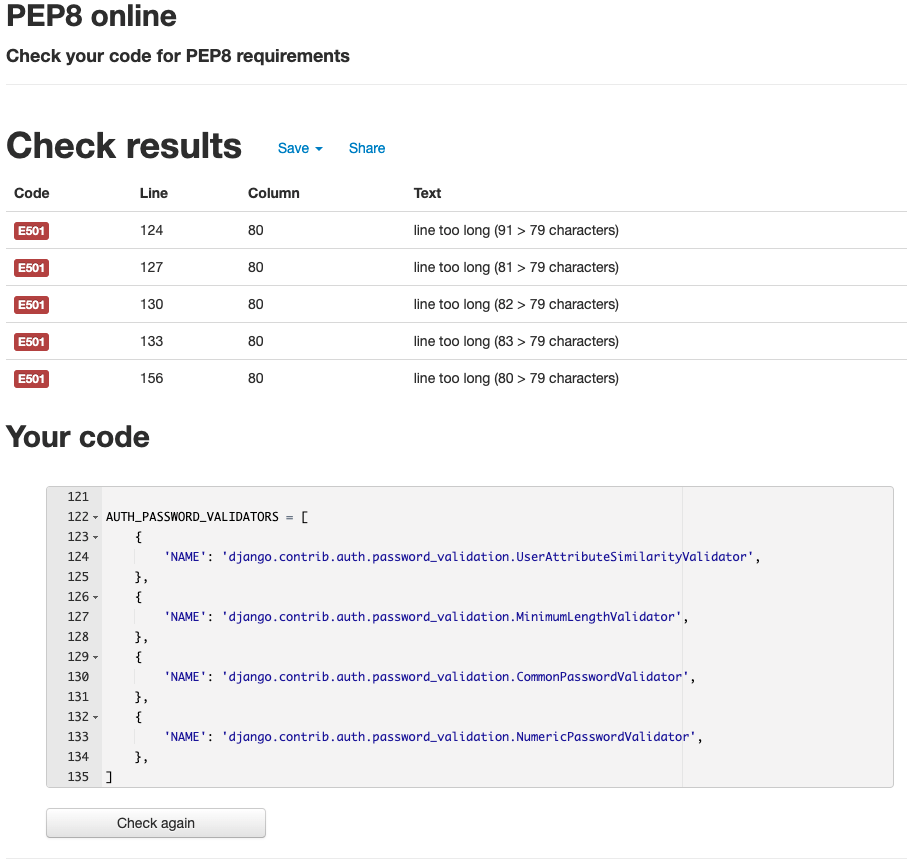 PEP8 online
Check your code for PEP8 requirements
Check results Save Share
Code Line Column Text
E501 124 80 line too long (91 > 79 characters)
E501 127 80 line too long (81 > 79 characters)
E501 130 80 line too long (82 > 79 characters)
E501 133 80 line too long (83 > 79 characters)
E501 156 80 line too long (80 > 79 characters)
Your code
121
122 AUTH_PASSWORD_VALIDATORS = [
123 {
124 'NAME': 'django.contrib.auth.password_validation.UserAttributeSimilarityValidator',
125 },
126 {
127 'NAME': 'django.contrib.auth.password_validation.MinimumLengthValidator',
128 },
129 {
130 'NAME': 'django.contrib.auth.password_validation.CommonPasswordValidator',
131 },
132 {
133 'NAME': 'django.contrib.auth.password_validation.NumericPasswordValidator',
134 },
135 ]
Check again